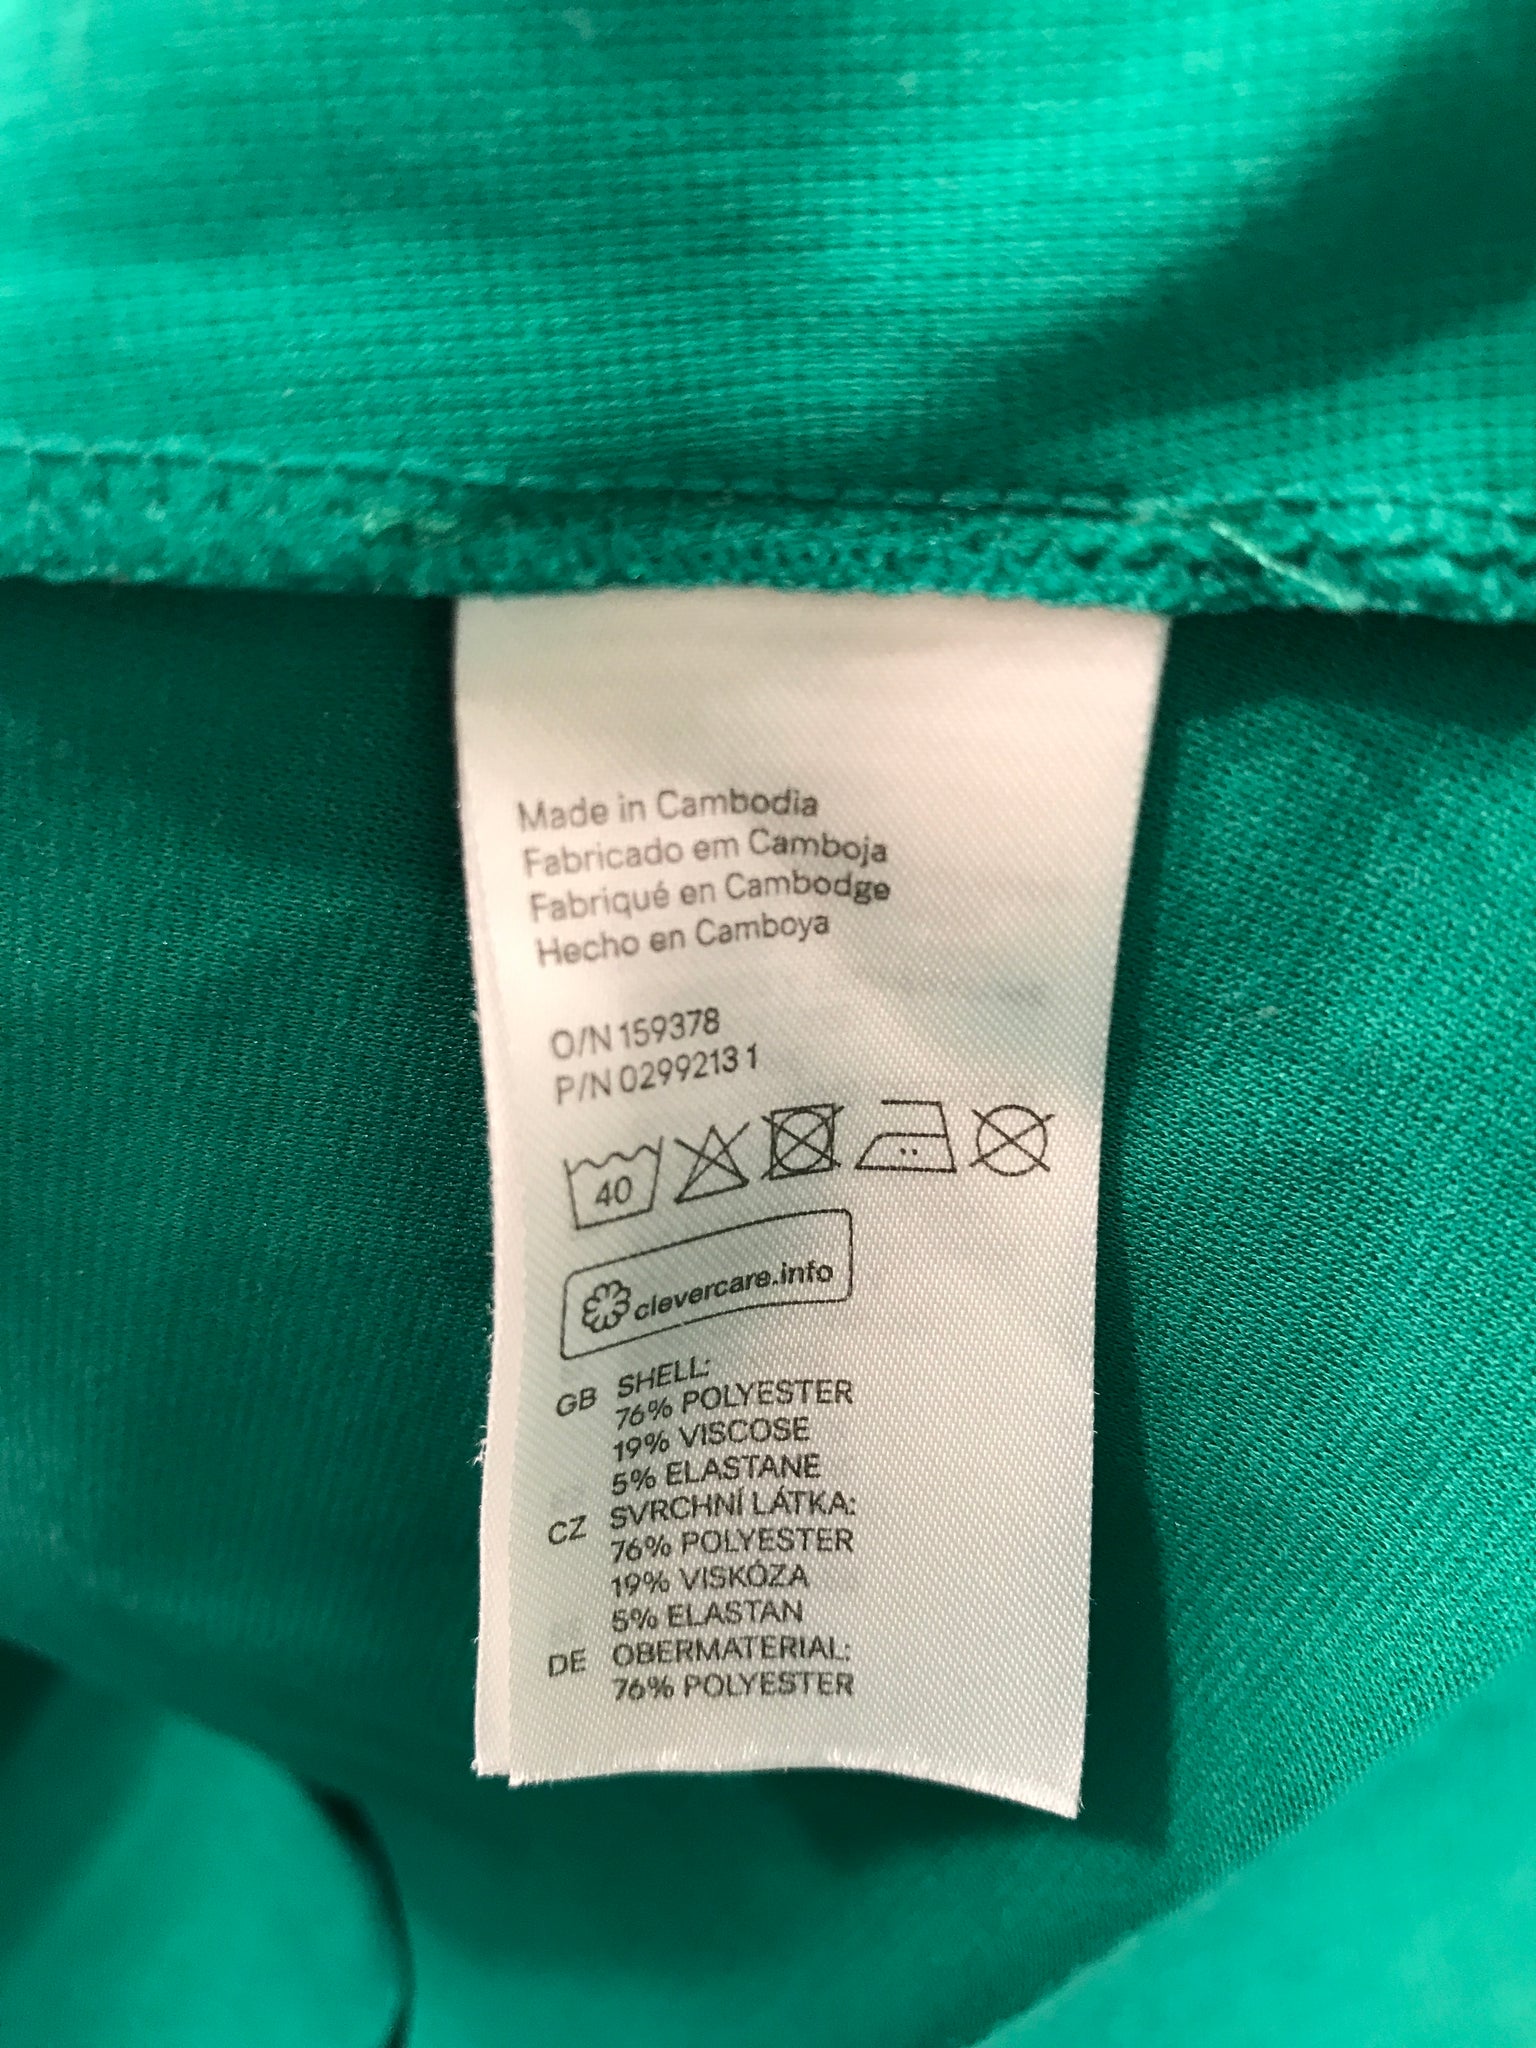 Made in Cambodia
Fabricado em Camboja
Fabriqué en Cambodge
Hecho en Camboya
O/N 159378
P/N 0299213 1
40
clevercare.info
GB SHELL:
76% POLYESTER
19% VISCOSE
5% ELASTANE
CZ SVRCHNÍ LÁTKA:
76% POLYESTER
19% VISKÓZA
5% ELASTAN
DE OBERMATERIAL:
76% POLYESTER